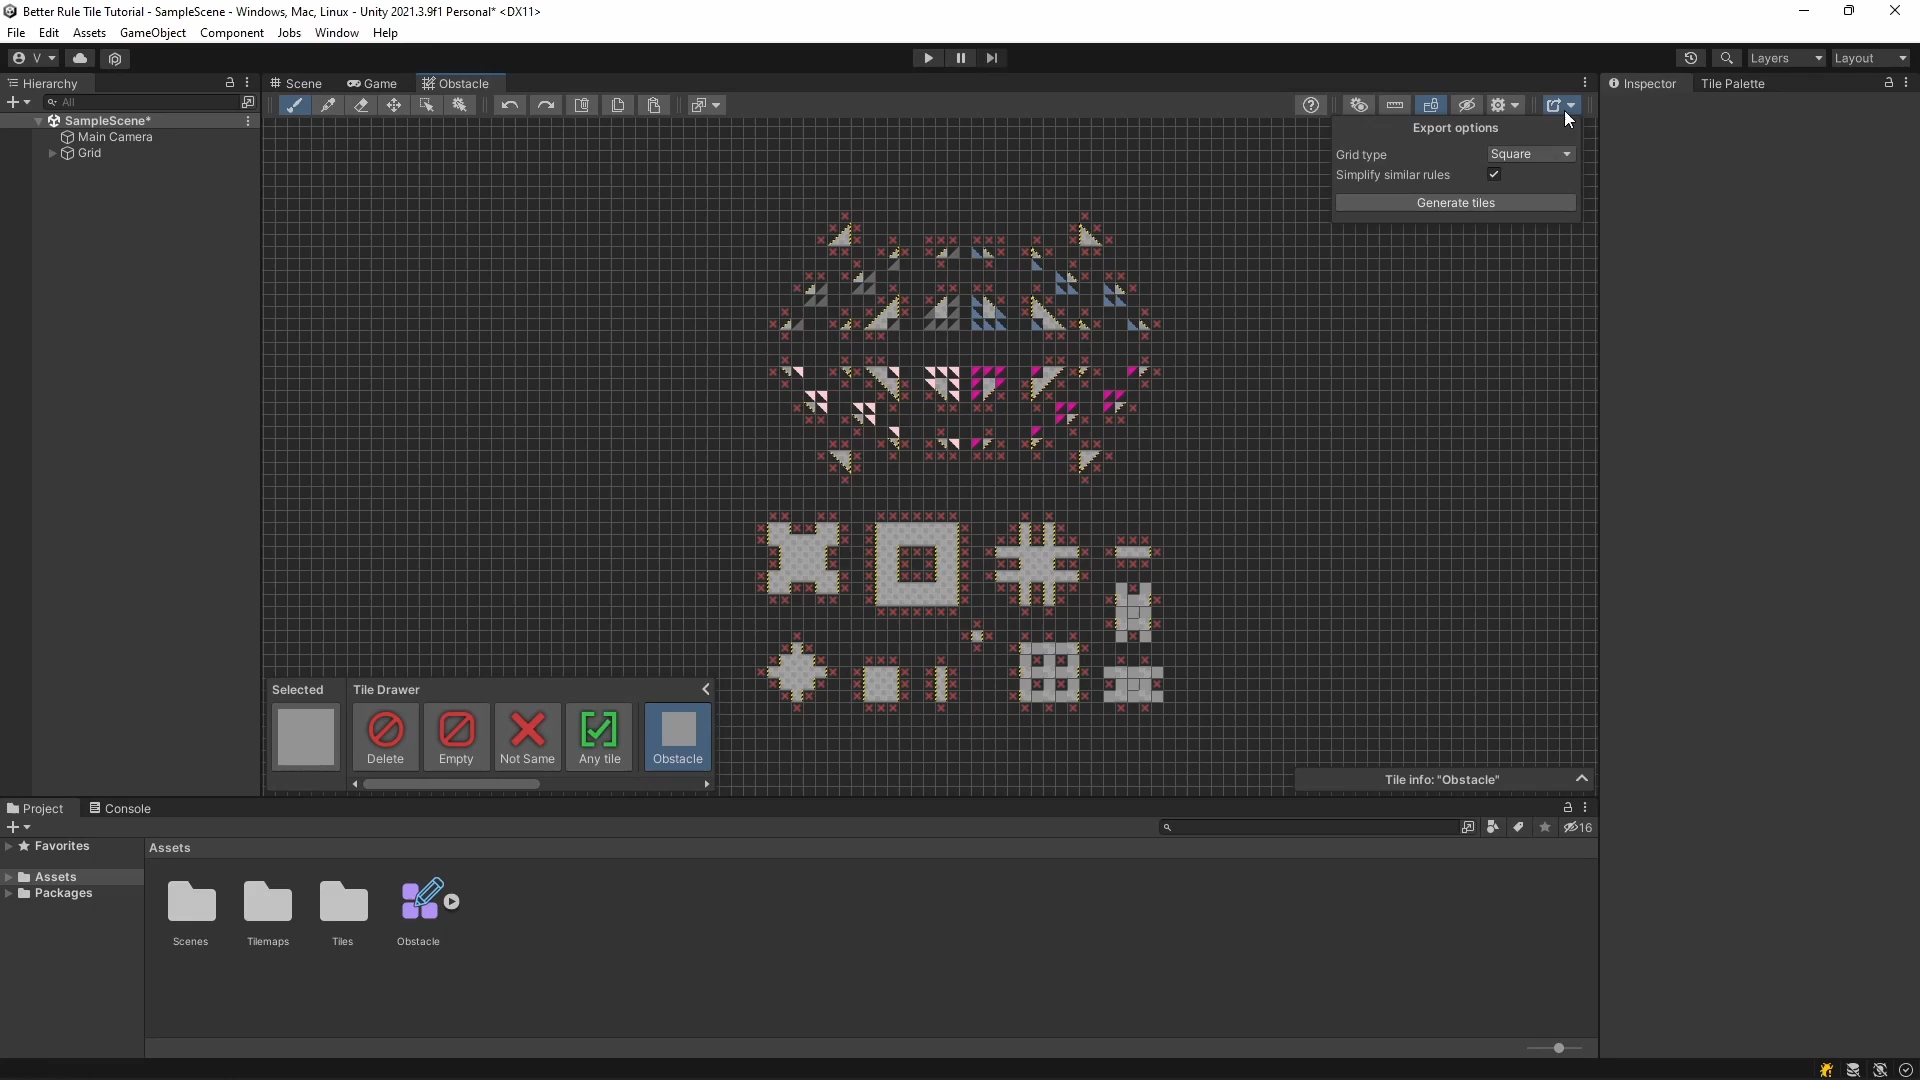 Better Rule Tile Tutorial - SampleScene - Windows, Mac, Linux - Unity 2021.3.9f1 Personal* <DX11>
File Edit Assets GameObject Component Jobs Window Help
V Layers Layout
Hierarchy Scene Game Obstacle Inspector Tile Palette
All
SampleScene*
Main Camera
Grid
Export options
Grid type Square
Simplify similar rules
Generate tiles
Selected Tile Drawer
Delete Empty Not Same Any tile Obstacle
Tile info: "Obstacle"
Project Console
16
Favorites
Assets
Packages
Assets
Scenes Tilemaps Tiles Obstacle